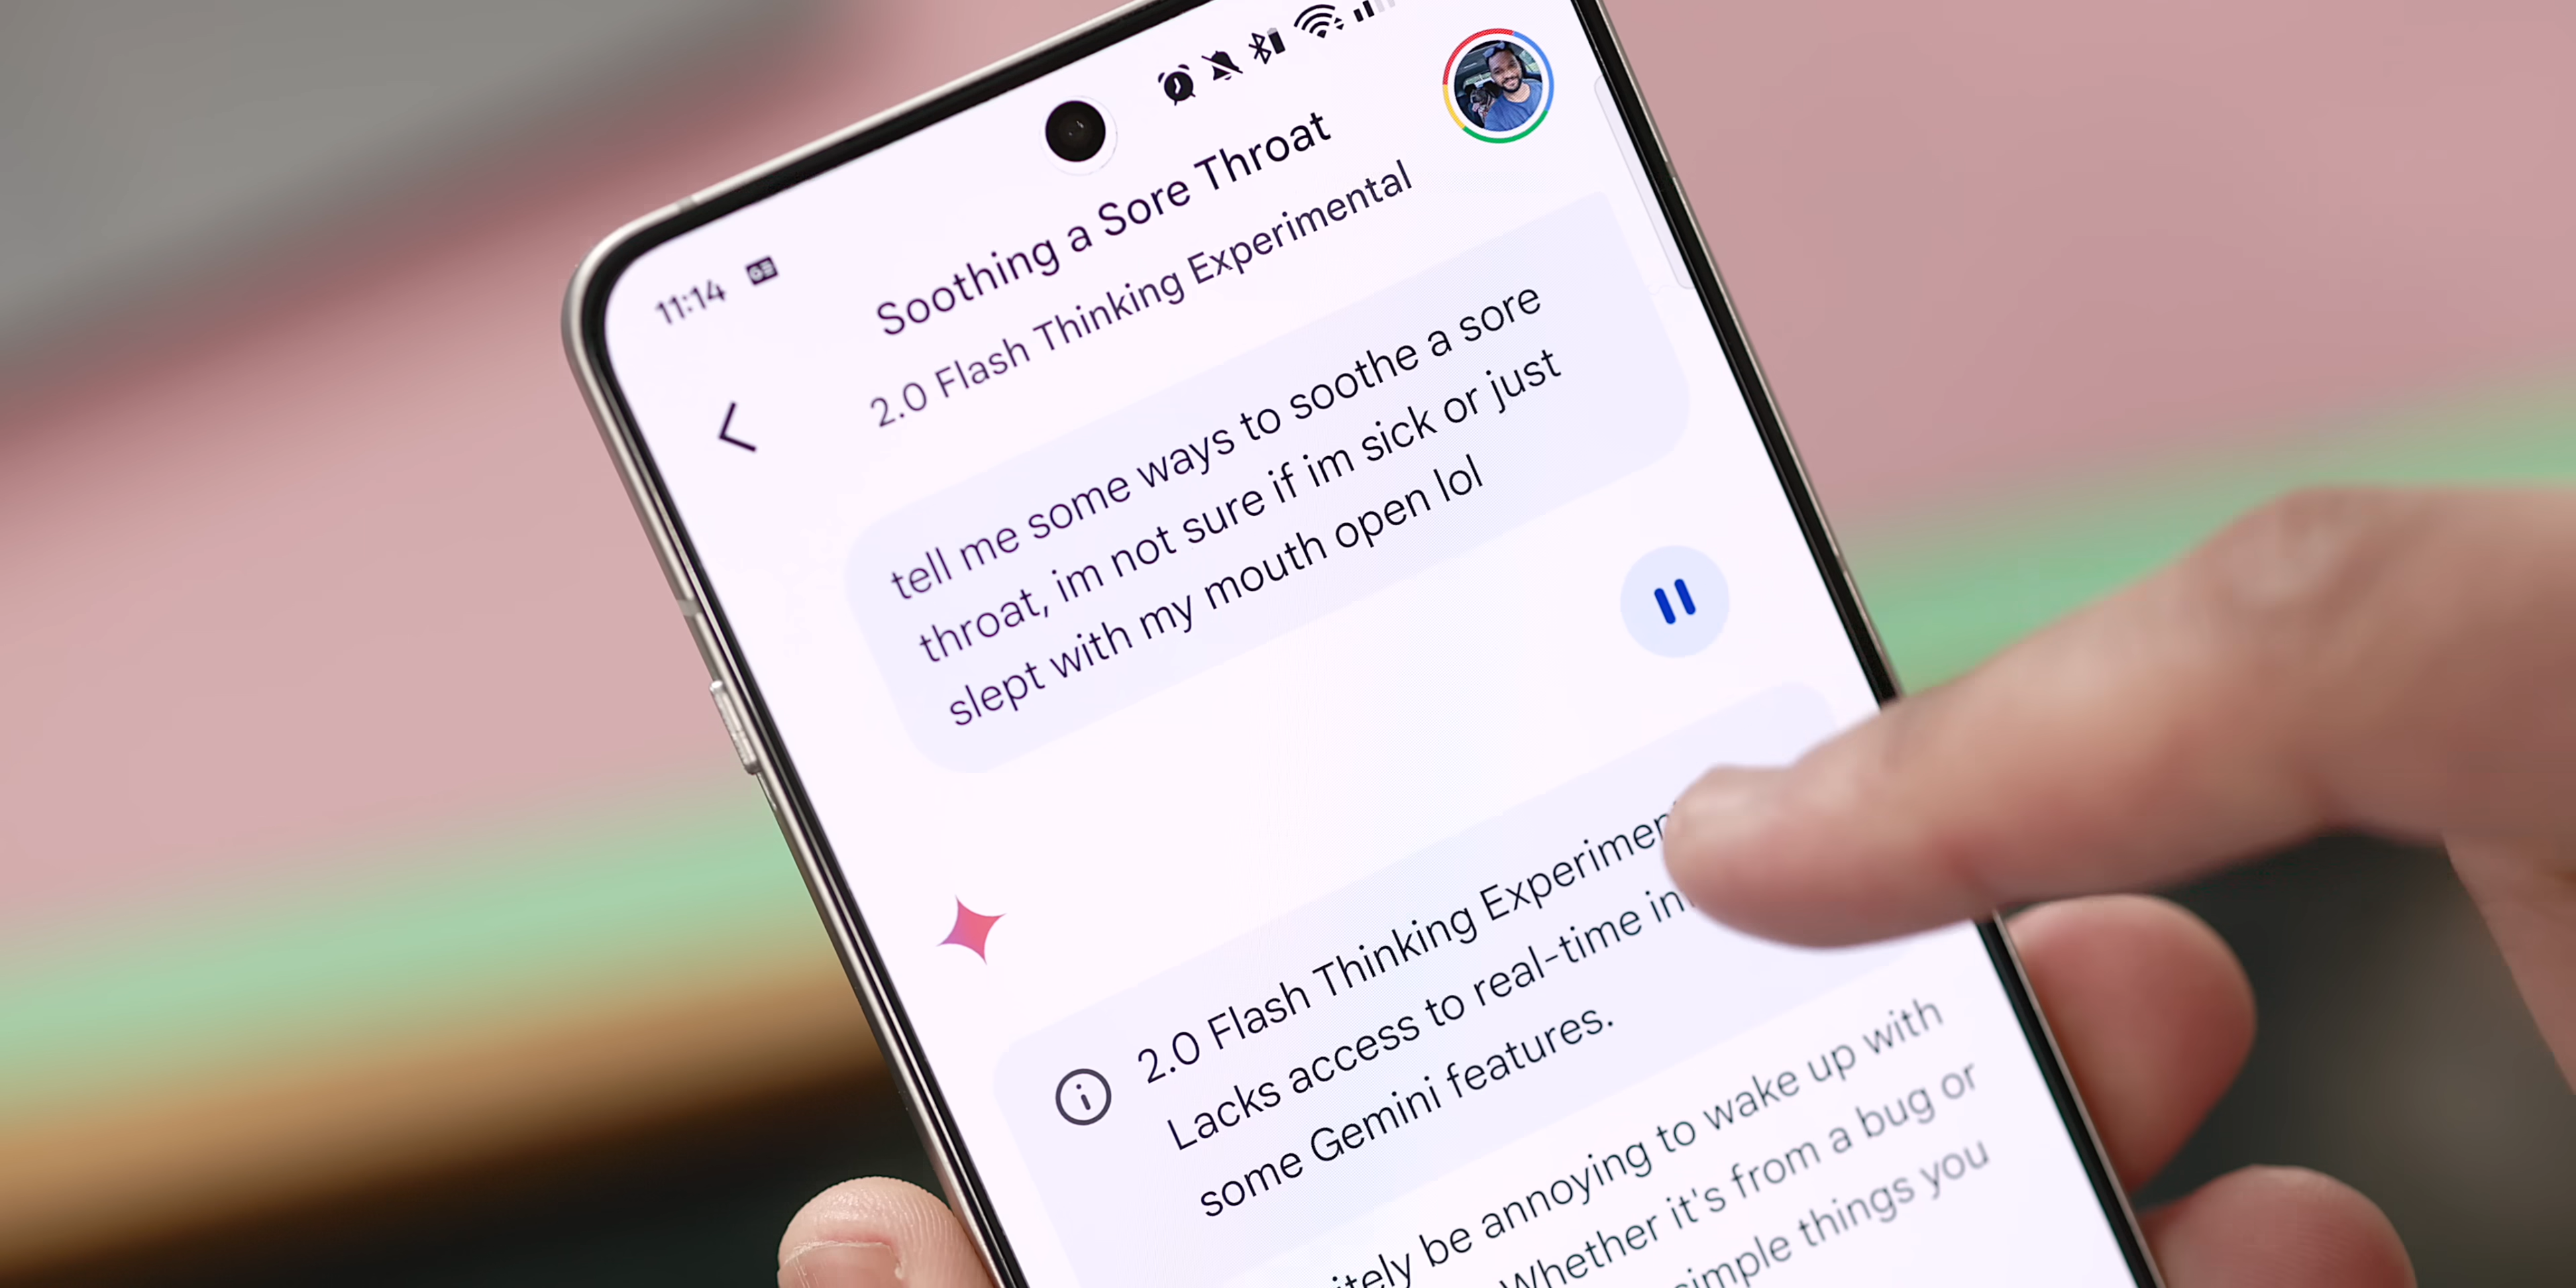 11:14
Soothing a Sore Throat
2.0 Flash Thinking Experimental
tell me some ways to soothe a sore
throat, im not sure if im sick or just
slept with my mouth open lol
2.0 Flash Thinking
Lacks access to real-time
some Gemini features.
be annoying to wake up with
Whether it's from a bug or
simple things you